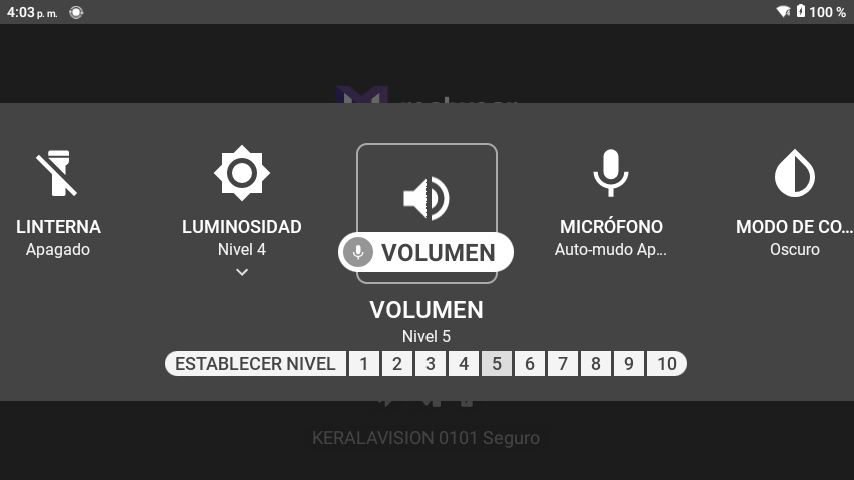 4:03 p. m.
100 %
LINTERNA
Apagado
LUMINOSIDAD
Nivel 4
VOLUMEN
MICRÓFONO
Auto-mudo Ap...
MODO DE CO...
Oscuro
VOLUMEN
Nivel 5
ESTABLECER NIVEL 1 2 3 4 5 6 7 8 9 10
KERALAVISION 0101 Seguro